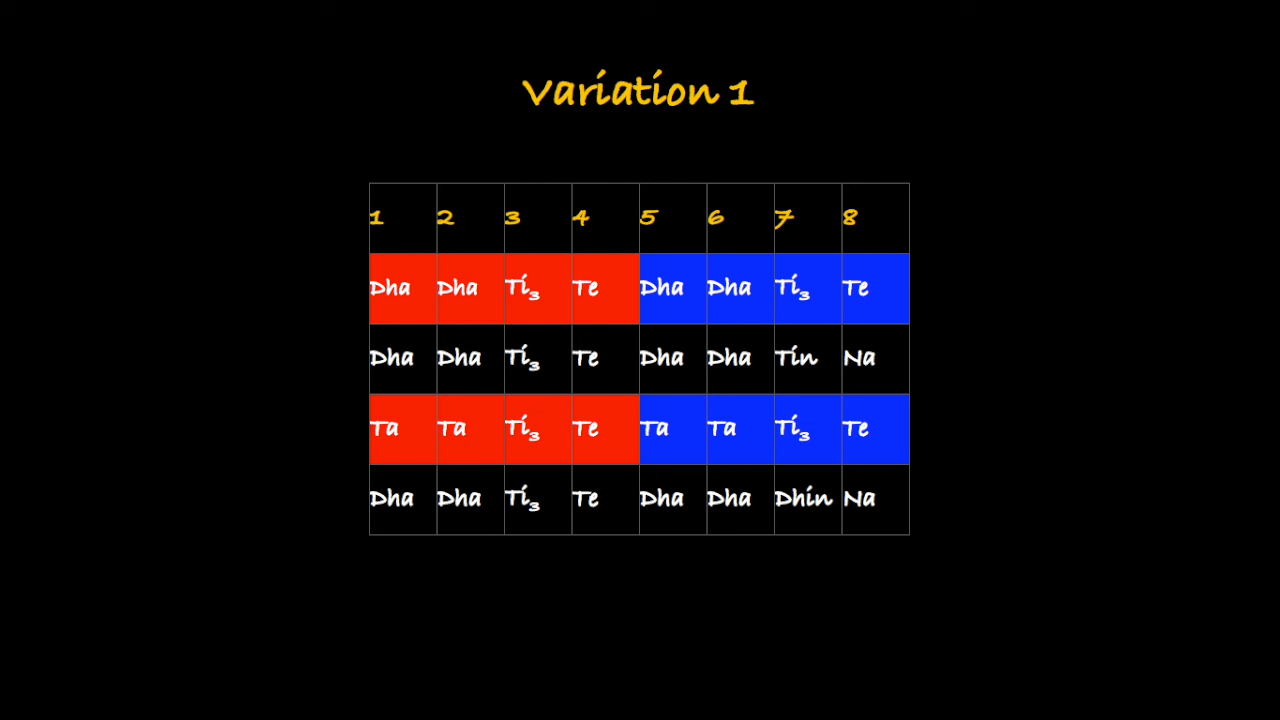 Variation 1
1 2 3 4 5 6 7 8
Dha Dha Ti₃ Te Dha Dha Ti₃ Te
Dha Dha Ti₃ Te Dha Dha Tin Na
Ta Ta Ti₃ Te Ta Ta Ti₃ Te
Dha Dha Ti₃ Te Dha Dha Dhin Na